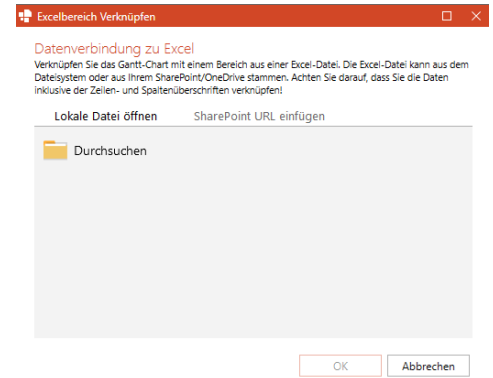 Excelbereich Verknüpfen
Datenverbindung zu Excel
Verknüpfen Sie das Gantt-Chart mit einem Bereich aus einer Excel-Datei. Die Excel-Datei kann aus dem
Dateisystem oder aus Ihrem SharePoint/OneDrive stammen. Achten Sie darauf, dass Sie die Daten
inklusive der Zeilen- und Spaltenüberschriften verknüpfen!
Lokale Datei öffnen SharePoint URL einfügen
Durchsuchen
OK Abbrechen